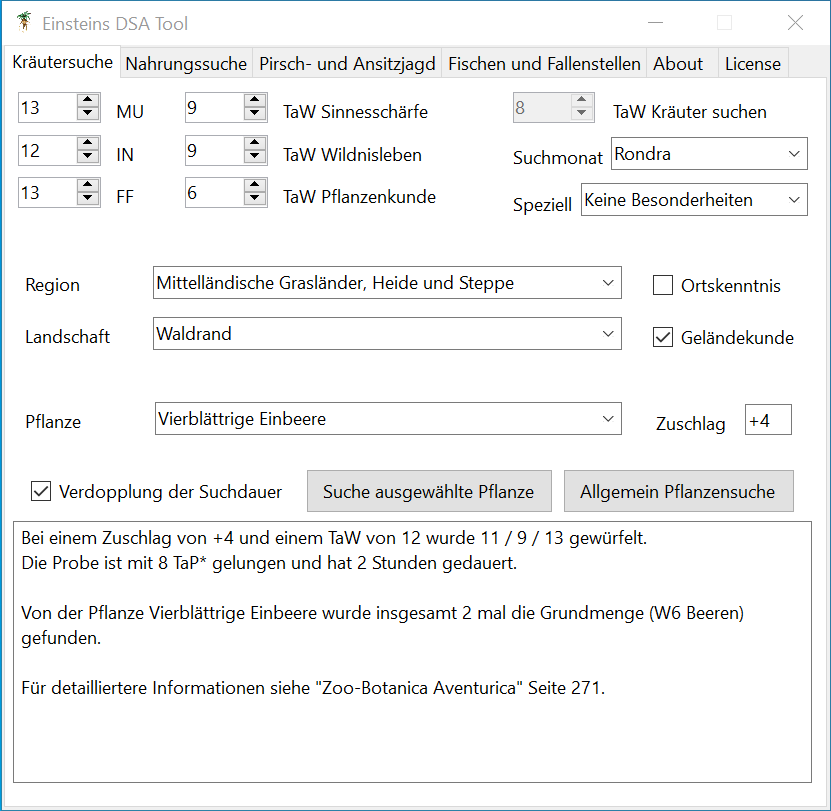 Einsteins DSA Tool
Kräutersuche Nahrungssuche Pirsch- und Ansitzjagd Fischen und Fallenstellen About License
13 MU 9 TaW Sinnesschärfe 8 TaW Kräuter suchen
12 IN 9 TaW Wildnisleben Suchmonat Rondra
13 FF 6 TaW Pflanzenkunde Speziell Keine Besonderheiten
Region Mittelländische Grasländer, Heide und Steppe Ortskenntnis
Landschaft Waldrand Geländekunde
Pflanze Vierblättrige Einbeere Zuschlag +4
Verdopplung der Suchdauer Suche ausgewählte Pflanze Allgemein Pflanzensuche
Bei einem Zuschlag von +4 und einem TaW von 12 wurde 11 / 9 / 13 gewürfelt.
Die Probe ist mit 8 TaP* gelungen und hat 2 Stunden gedauert.
Von der Pflanze Vierblättrige Einbeere wurde insgesamt 2 mal die Grundmenge (W6 Beeren)
gefunden.
Für detailliertere Informationen siehe "Zoo-Botanica Aventurica" Seite 271.